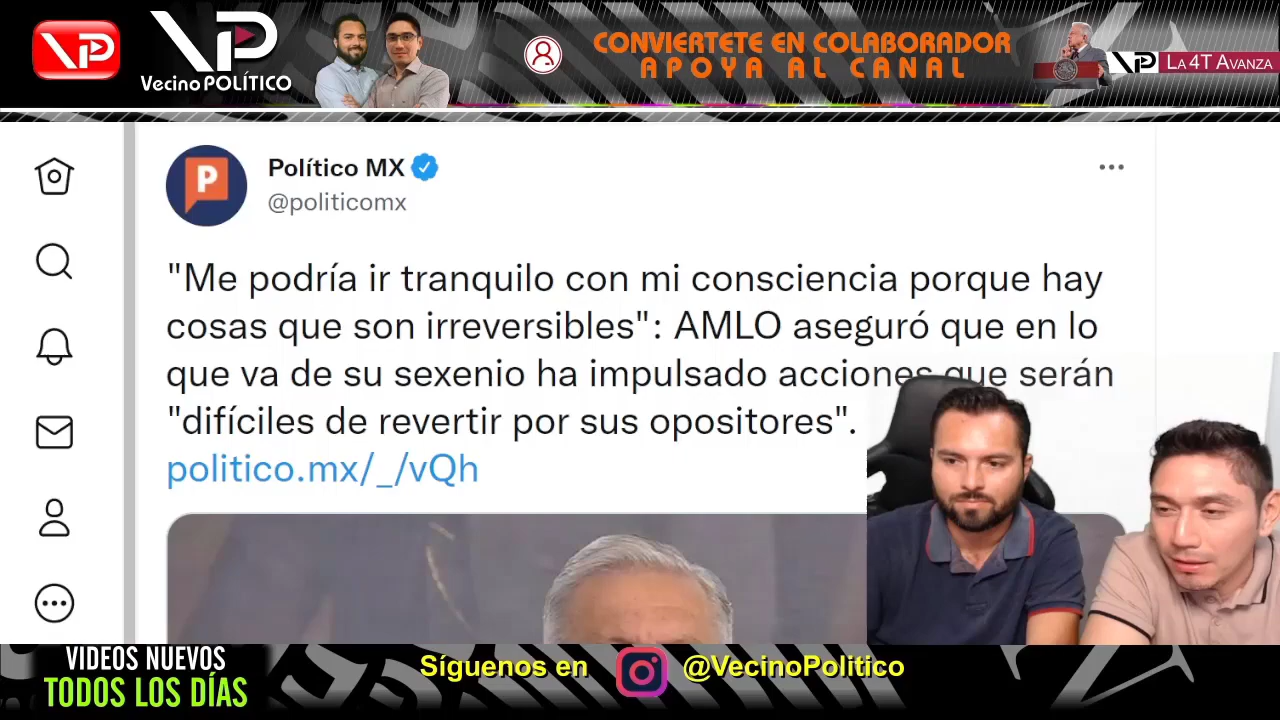 VP
VP
Vecino POLÍTICO
CONVIERTETE EN COLABORADOR
APOYA AL CANAL
VP LA 4T AVANZA
Político MX
@politicomx
"Me podría ir tranquilo con mi consciencia porque hay
cosas que son irreversibles": AMLO aseguró que en lo
que va de su sexenio ha impulsado acciones que serán
"difíciles de revertir por sus opositores".
politico.mx/_/vQh
VIDEOS NUEVOS
TODOS LOS DÍAS
Síguenos en @VecinoPolitico